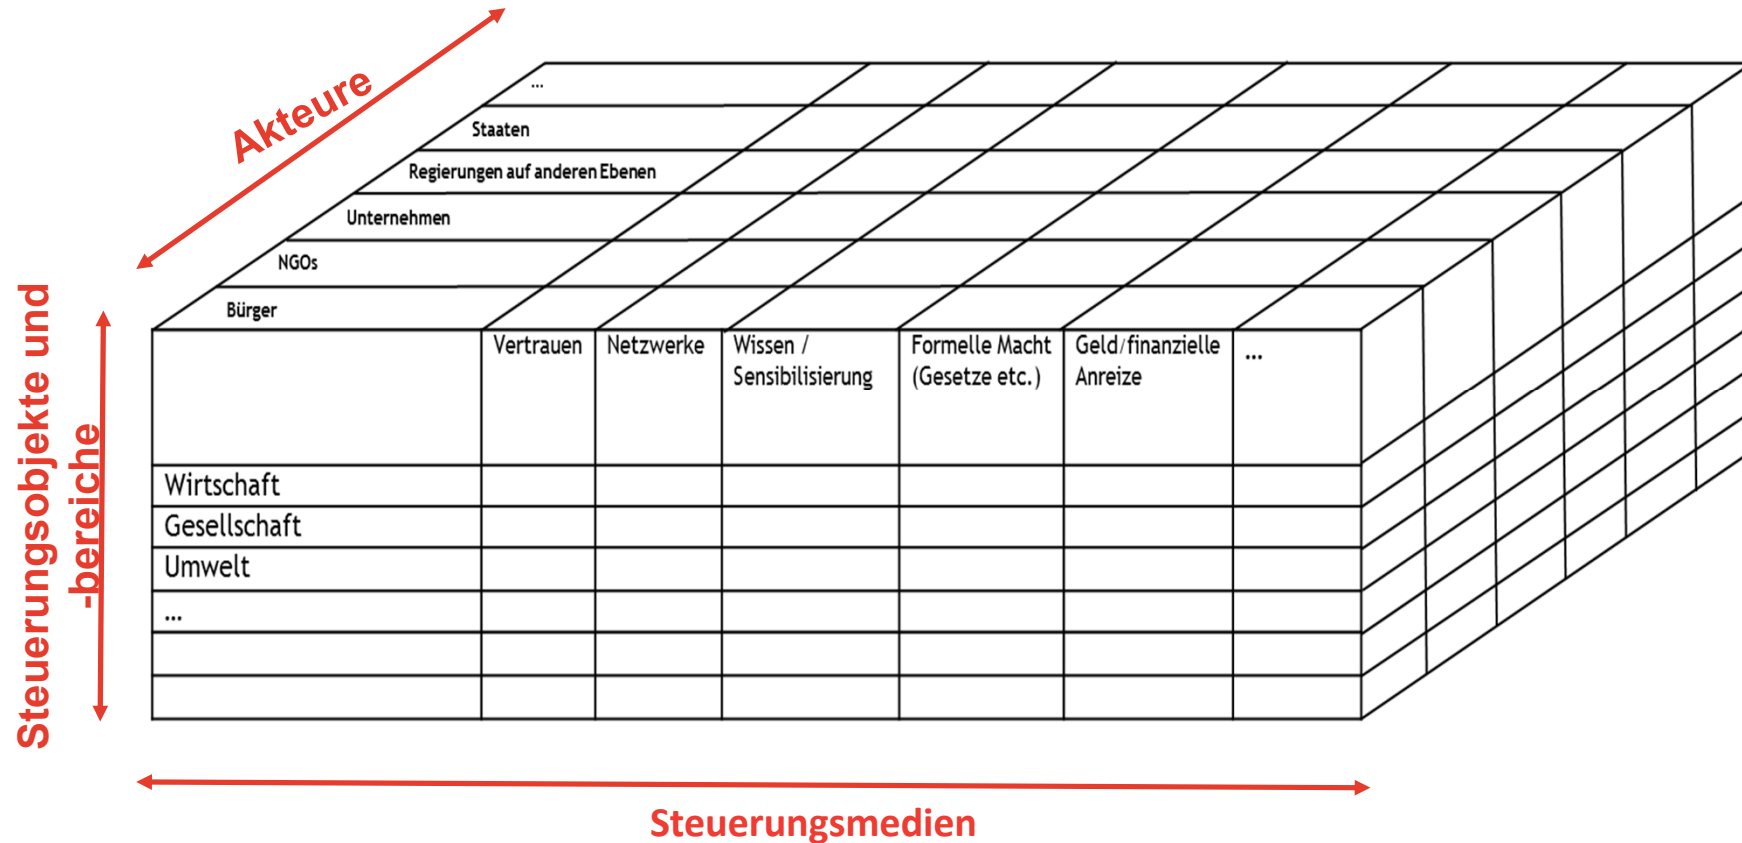 Akteure
...
Staaten
Regierungen auf anderen Ebenen
Unternehmen
NGOs
Bürger
Steuerungsobjekte und
-bereiche
Vertrauen
Netzwerke
Wissen /
Sensibilisierung
Formelle Macht
(Gesetze etc.)
Geld/finanzielle
Anreize
...
Wirtschaft
Gesellschaft
Umwelt
...
Steuerungsmedien